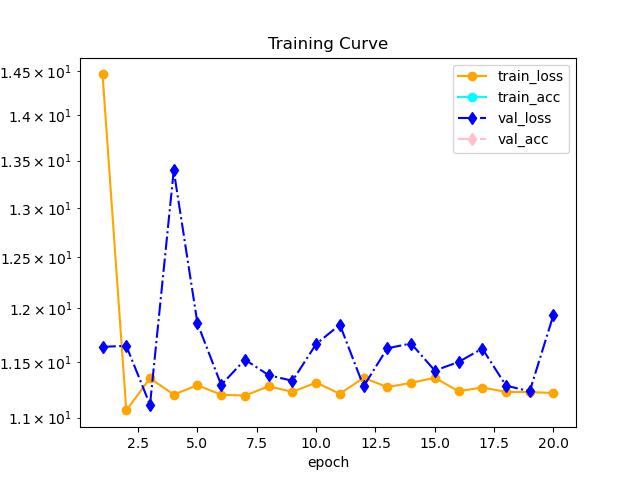 Training Curve
1.45 × 10¹
1.4 × 10¹
1.35 × 10¹
1.3 × 10¹
1.25 × 10¹
1.2 × 10¹
1.15 × 10¹
1.1 × 10¹
train_loss
train_acc
val_loss
val_acc
2.5 5.0 7.5 10.0 12.5 15.0 17.5 20.0
epoch